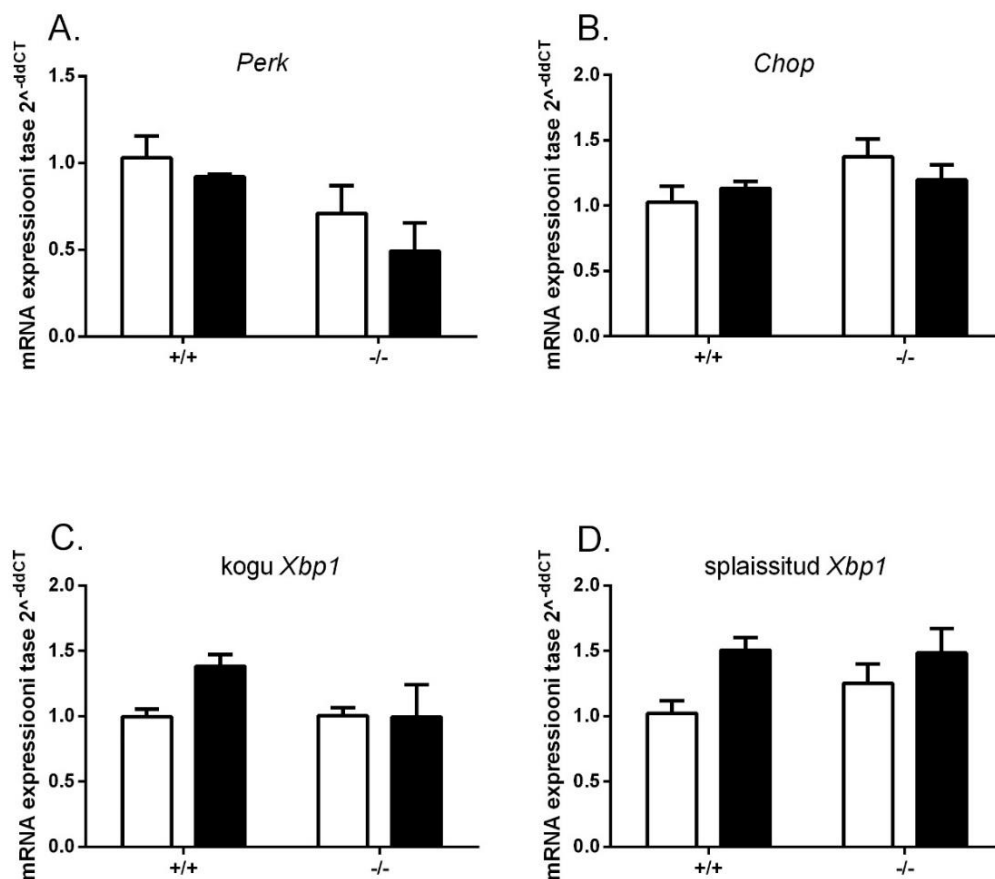 A.
Perk
mRNA expressiooni tase 2^-ddCT
1.5
1.0
0.5
0.0
+/+
-/-
B.
Chop
mRNA expressiooni tase 2^-ddCT
2.0
1.5
1.0
0.5
0.0
+/+
-/-
C.
kogu Xbp1
mRNA expressiooni tase 2^-ddCT
2.0
1.5
1.0
0.5
0.0
+/+
-/-
D.
splaissitud Xbp1
mRNA expressiooni tase 2^-ddCT
2.0
1.5
1.0
0.5
0.0
+/+
-/-